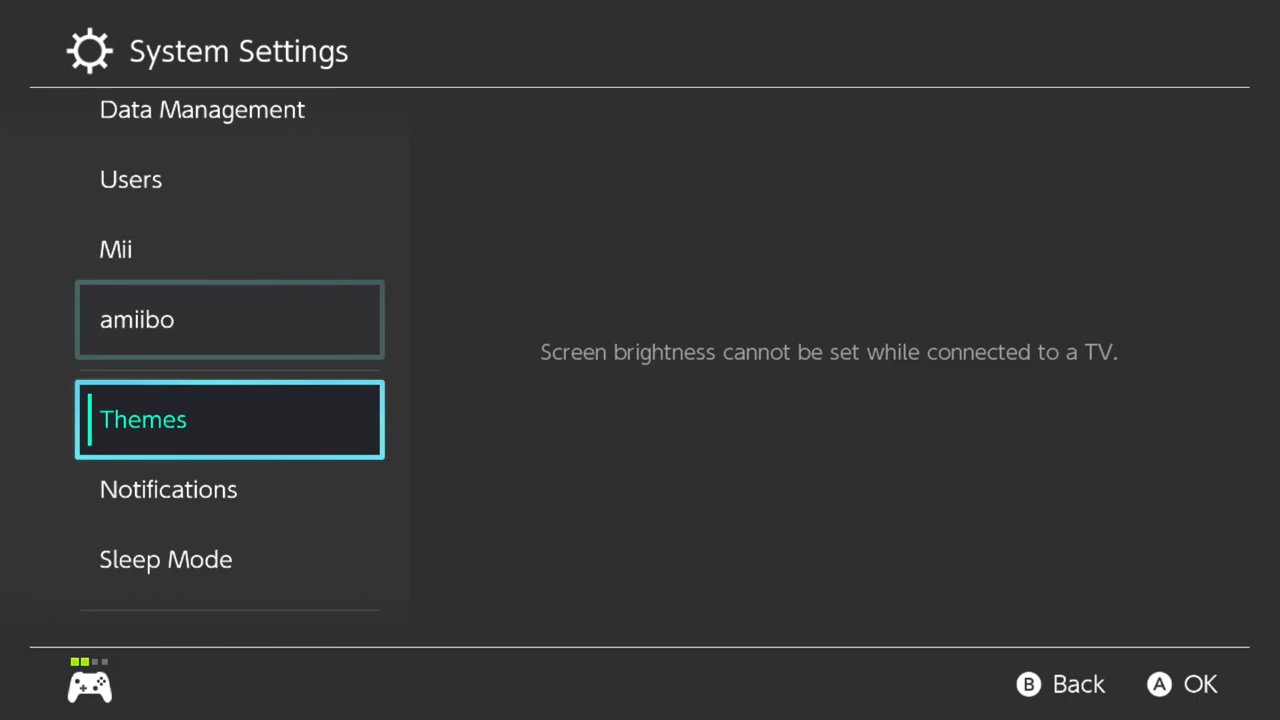 System Settings
Data Management
Users
Mii
amiibo
Themes
Notifications
Sleep Mode
Screen brightness cannot be set while connected to a TV.
B Back
A OK